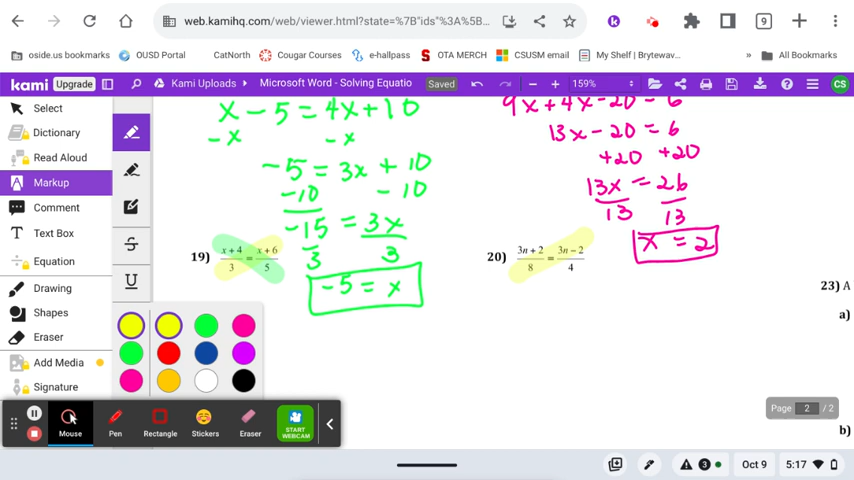 web.kamihq.com/web/viewer.html?state=%7B"ids"%3A%5B...
9
oside.us bookmarks
OUSD Portal
CatNorth
Cougar Courses
e-hallpass
OTA MERCH
CSUSM email
My Shelf | Brytewav...
»
All Bookmarks
kami
Upgrade
Kami Uploads
Microsoft Word - Solving Equatio
Saved
159%
CS
Select
Dictionary
Read Aloud
Markup
Comment
Text Box
Equation
Drawing
Shapes
Eraser
Add Media
Signature
x - 5 = 4x + 10
-x -x
-5 = 3x + 10
-10 -10
-15 = 3x
3 3
19) x + 4 / 3 = x + 6 / 5
-5 = x
9x + 4x - 20 = 6
13x - 20 = 6
+20 +20
13x = 26
13 13
x = 2
20) 3n + 2 / 8 = 3n - 2 / 4
23) A
a)
b)
Page 2 / 2
Mouse
Pen
Rectangle
Stickers
Eraser
START WEBCAM
3
Oct 9
5:17